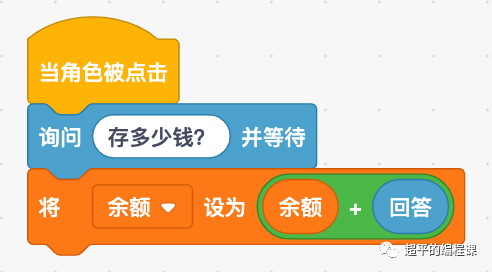 当角色被点击
询问 存多少钱? 并等待
将 余额 设为 余额 + 回答
超平的编程课